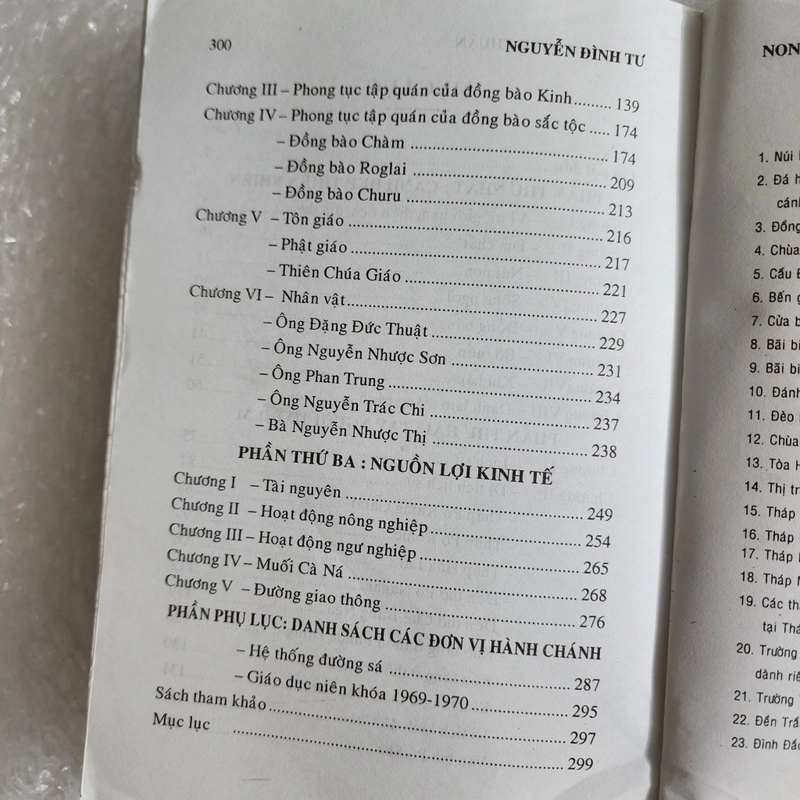 300 NGUYỄN ĐÌNH TƯ
Chương III – Phong tục tập quán của đồng bào Kinh......... 139
Chương IV – Phong tục tập quán của đồng bào sắc tộc ..... 174
– Đồng bào Chàm ........ 174
– Đồng bào Roglai ........ 209
– Đồng bào Churu ........ 213
Chương V – Tôn giáo ........ 216
– Phật giáo ........ 217
– Thiên Chúa Giáo ........ 221
Chương VI – Nhân vật ........ 227
– Ông Đặng Đức Thuật ........ 229
– Ông Nguyễn Nhược Sơn ........ 231
– Ông Phan Trung ........ 234
– Ông Nguyễn Trác Chi ........ 237
– Bà Nguyễn Nhược Thị ........ 238
PHẦN THỨ BA : NGUỒN LỢI KINH TẾ
Chương I – Tài nguyên ........ 249
Chương II – Hoạt động nông nghiệp ........ 254
Chương III – Hoạt động ngư nghiệp ........ 265
Chương IV – Muối Cà Ná ........ 268
Chương V – Đường giao thông ........ 276
PHẦN PHỤ LỤC: DANH SÁCH CÁC ĐƠN VỊ HÀNH CHÁNH
– Hệ thống đường sá ........ 287
– Giáo dục niên khóa 1969-1970 ........ 295
Sách tham khảo ........ 297
Mục lục ........ 299
NON
1. Núi
2. Đá
cánh
3. Đồng
4. Chùa
5. Cầu
6. Bến
7. Cửa
8. Bãi
9. Bãi
10. Đánh
11. Đèo
12. Chùa
13. Tòa
14. Thị
15. Tháp
16. Tháp
17. Tháp
18. Tháp
19. Các
tại
20. Trường
dành
21. Trường
22. Đền
23. Đình